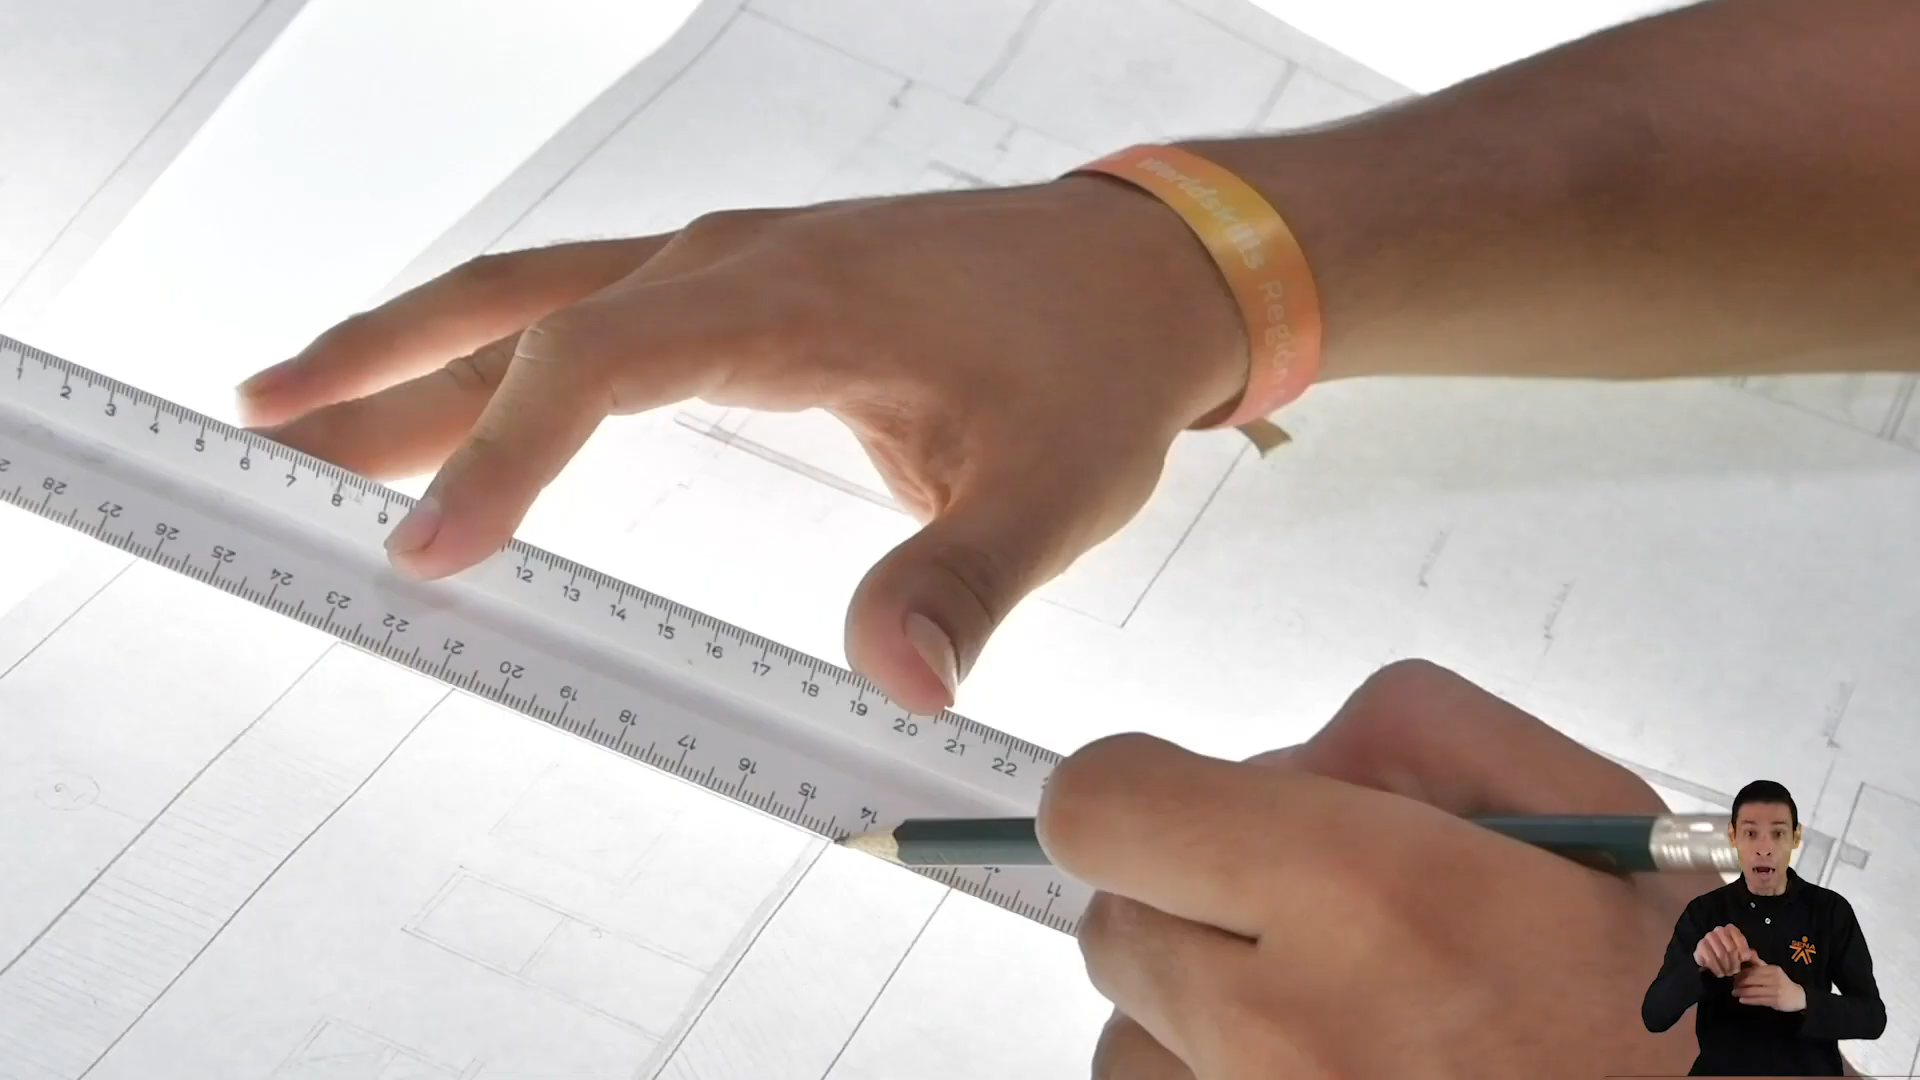 Worldskills Region
1 2 3 4 5 6 7 8 9 12 13 14 15 16 17 18 19 20 21 22
28 27 26 25 24 23 22 21 20 19 18 17 16 15 14 11
SENA